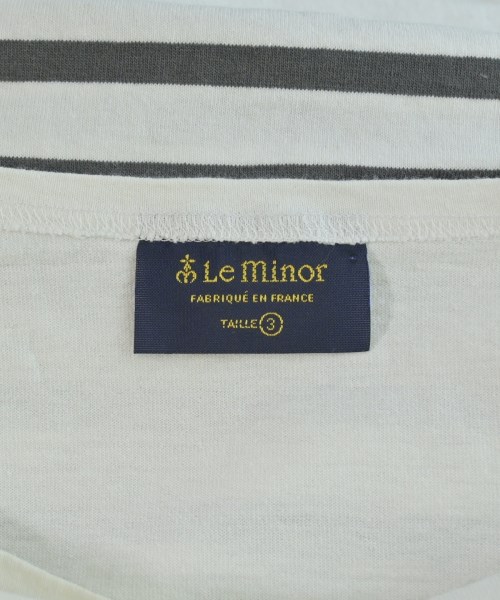 Le Minor
FABRIQUÉ EN FRANCE
TAILLE 3